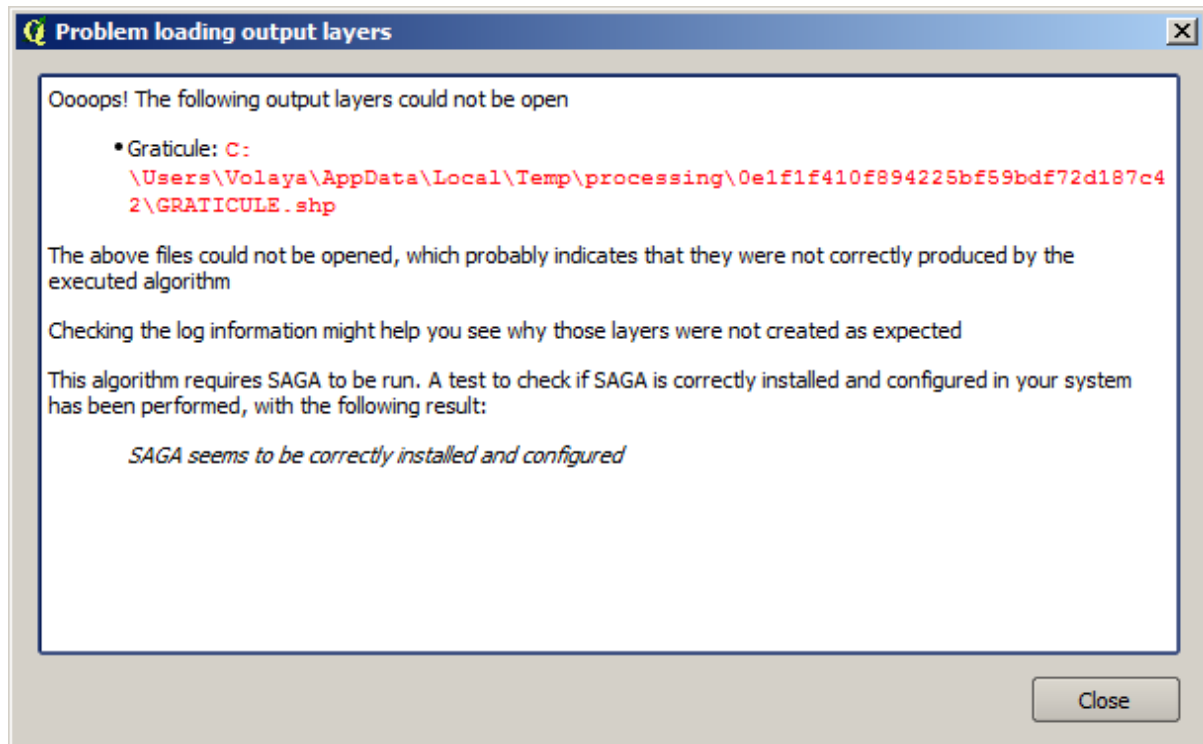 Problem loading output layers
Oooops! The following output layers could not be open
•Graticule: C:
\Users\Volaya\AppData\Local\Temp\processing\0e1f1f410f894225bf59bdf72d187c4
2\GRATICULE.shp
The above files could not be opened, which probably indicates that they were not correctly produced by the
executed algorithm
Checking the log information might help you see why those layers were not created as expected
This algorithm requires SAGA to be run. A test to check if SAGA is correctly installed and configured in your system
has been performed, with the following result:
SAGA seems to be correctly installed and configured
Close